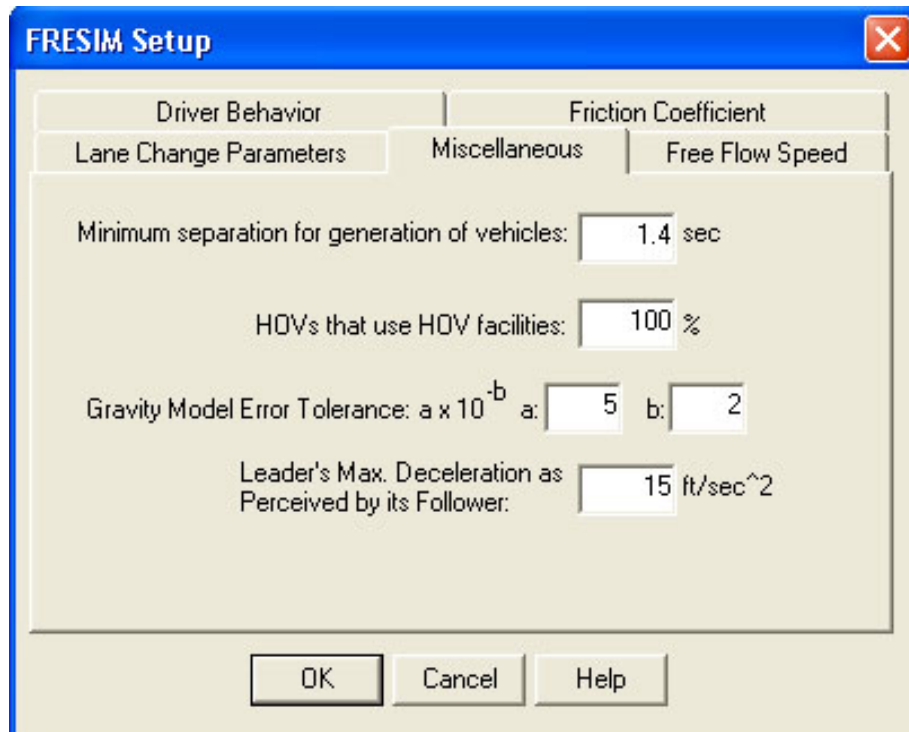 FRESIM Setup
Driver Behavior
Friction Coefficient
Lane Change Parameters
Miscellaneous
Free Flow Speed
Minimum separation for generation of vehicles: 1.4 sec
HOVs that use HOV facilities: 100 %
Gravity Model Error Tolerance: a x 10^-b a: 5 b: 2
Leader's Max. Deceleration as
Perceived by its Follower: 15 ft/sec^2
OK
Cancel
Help